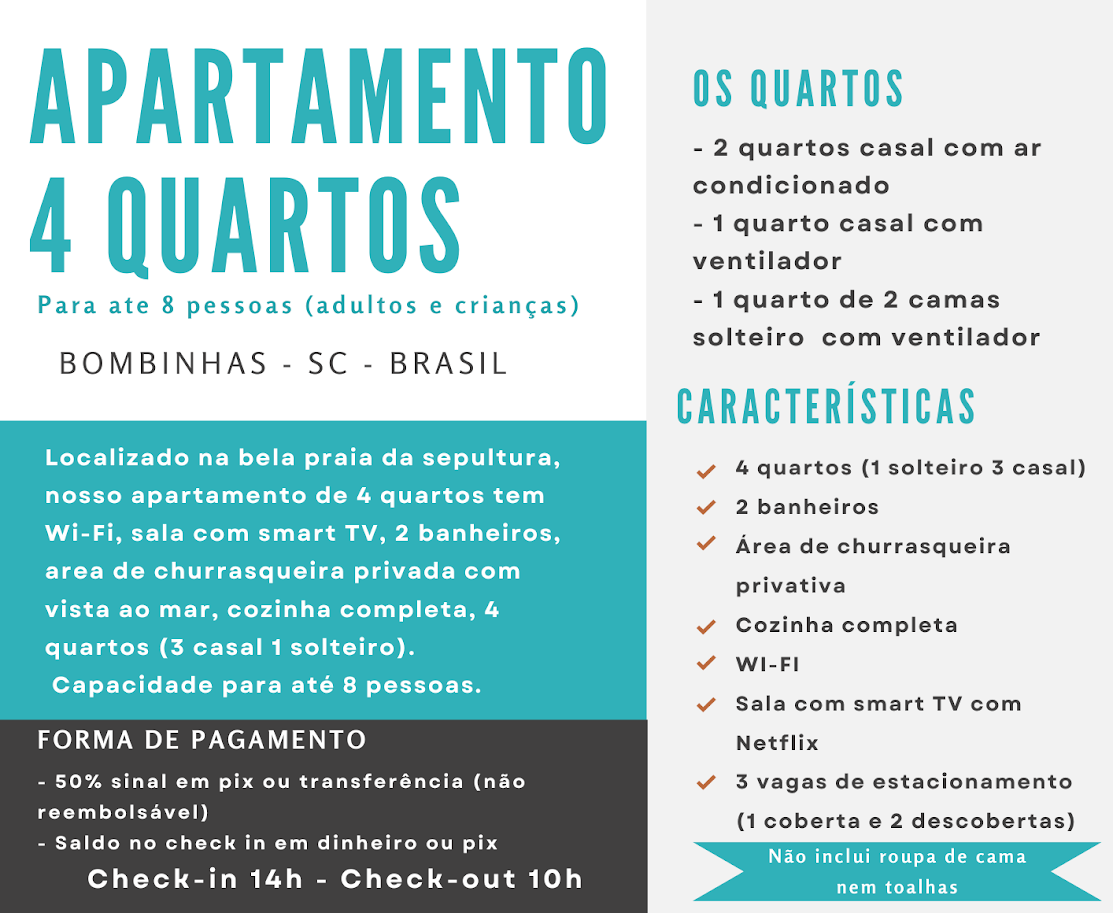 APARTAMENTO
4 QUARTOS
Para ate 8 pessoas (adultos e crianças)
BOMBINHAS - SC - BRASIL
Localizado na bela praia da sepultura,
nosso apartamento de 4 quartos tem
Wi-Fi, sala com smart TV, 2 banheiros,
area de churrasqueira privada com
vista ao mar, cozinha completa, 4
quartos (3 casal 1 solteiro).
Capacidade para até 8 pessoas.
FORMA DE PAGAMENTO
- 50% sinal em pix ou transferência (não
reembolsável)
- Saldo no check in em dinheiro ou pix
Check-in 14h - Check-out 10h
OS QUARTOS
- 2 quartos casal com ar
condicionado
- 1 quarto casal com
ventilador
- 1 quarto de 2 camas
solteiro com ventilador
CARACTERÍSTICAS
4 quartos (1 solteiro 3 casal)
2 banheiros
Área de churrasqueira
privativa
Cozinha completa
WI-FI
Sala com smart TV com
Netflix
3 vagas de estacionamento
(1 coberta e 2 descobertas)
Não inclui roupa de cama
nem toalhas